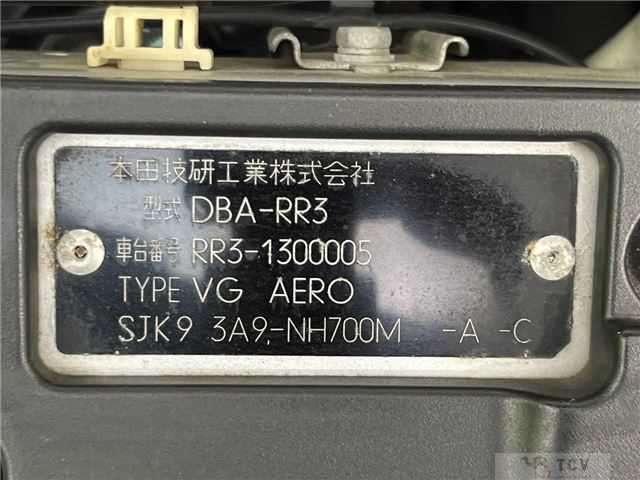 本田技研工業株式会社
型式 DBA-RR3
車台番号 RR3-1300005
TYPE VG AERO
SJK9 3A9-NH700M -A -C
TCV